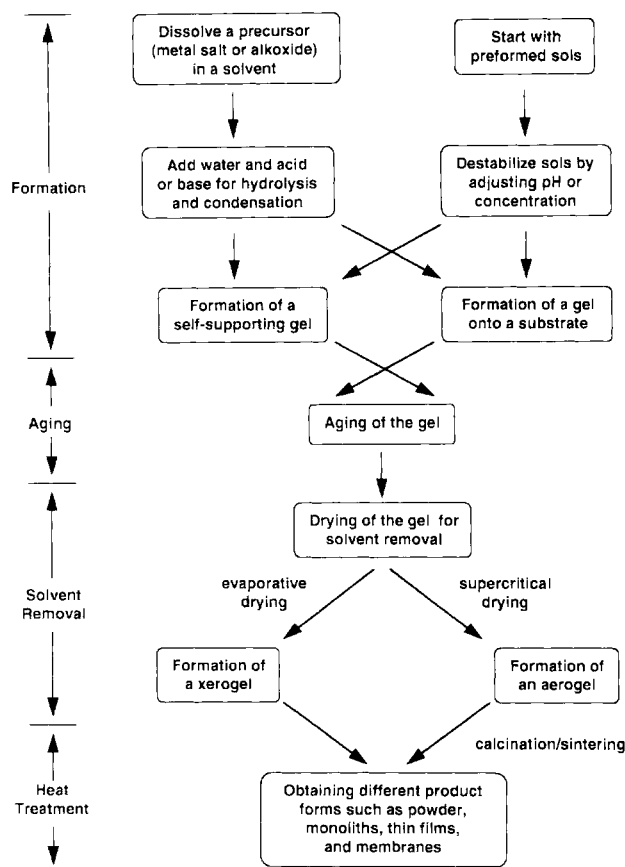 Dissolve a precursor
(metal salt or alkoxide)
in a solvent
Start with
preformed sols
Formation
Add water and acid
or base for hydrolysis
and condensation
Destabilize sols by
adjusting pH or
concentration
Formation of a
self-supporting gel
Formation of a gel
onto a substrate
Aging
Aging of the gel
Solvent
Removal
Drying of the gel for
solvent removal
evaporative
drying
supercritical
drying
Formation of
a xerogel
Formation of
an aerogel
calcination/sintering
Heat
Treatment
Obtaining different product
forms such as powder,
monoliths, thin films,
and membranes